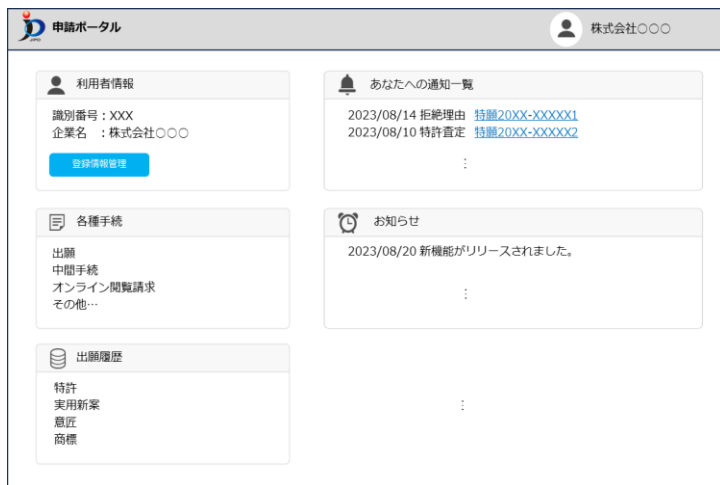 申請ポータル
株式会社○○○
利用者情報
識別番号：XXX
企業名　：株式会社○○○
登録情報管理
あなたへの通知一覧
2023/08/14 拒絶理由 特願20XX-XXXXX1
2023/08/10 特許査定 特願20XX-XXXXX2
⋮
各種手続
出願
中間手続
オンライン閲覧請求
その他…
お知らせ
2023/08/20 新機能がリリースされました。
⋮
出願履歴
特許
実用新案
意匠
商標
⋮